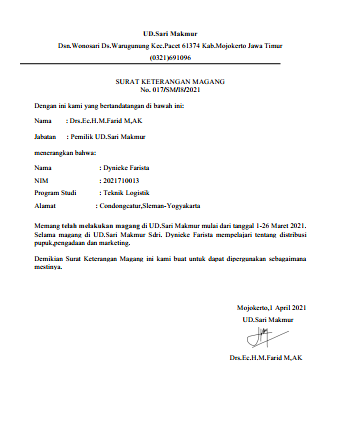 UD.Sari Makmur
Dsn.Wonosari Ds.Warugunung Kec.Pacet 61374 Kab.Mojokerto Jawa Timur
(0321)691096
SURAT KETERANGAN MAGANG
No. 017/SM/I8/2021
Dengan ini kami yang bertandatangan di bawah ini:
Nama : Drs.Ec.H.M.Farid M,AK
Jabatan : Pemilik UD.Sari Makmur
menerangkan bahwa:
Nama : Dynieke Farista
NIM : 2021710013
Program Studi : Teknik Logistik
Alamat : Condongcatur,Sleman-Yogyakarta
Memang telah melakukan magang di UD.Sari Makmur mulai dari tanggal 1-26 Maret 2021.
Selama magang di UD.Sari Makmur Sdri. Dynieke Farista mempelajari tentang distribusi
pupuk,pengadaan dan marketing.
Demikian Surat Keterangan Magang ini kami buat untuk dapat dipergunakan sebagaimana
mestinya.
Mojokerto,1 April 2021
UD.Sari Makmur
Drs.Ec.H.M.Farid M,AK